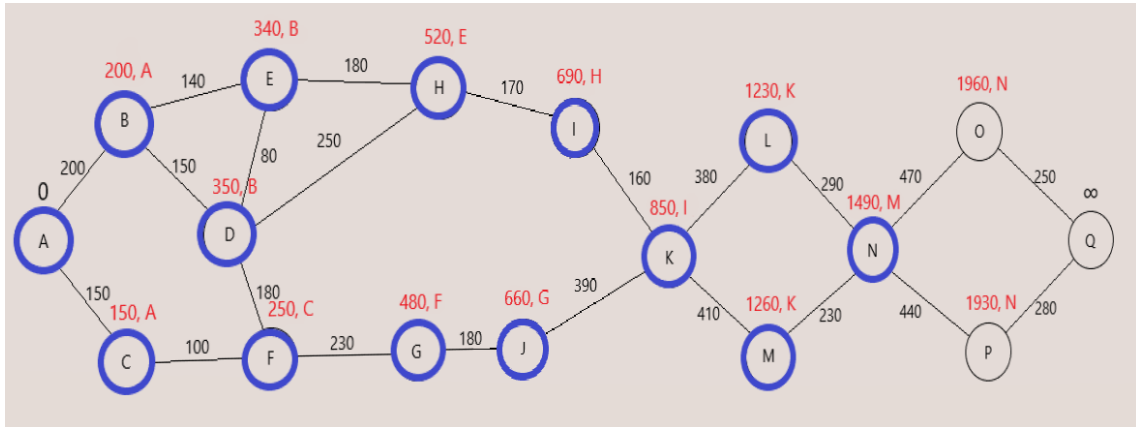 340, B
520, E
200, A
140
E
180
H
170
690, H
1230, K
1960, N
B
I
L
O
200
150
80
250
0
350, B
160
380
290
470
250
∞
A
D
850, I
1490, M
K
N
Q
150
180
390
150, A
250, C
480, F
660, G
410
1260, K
230
440
1930, N
280
C
100
F
230
G
180
J
M
P